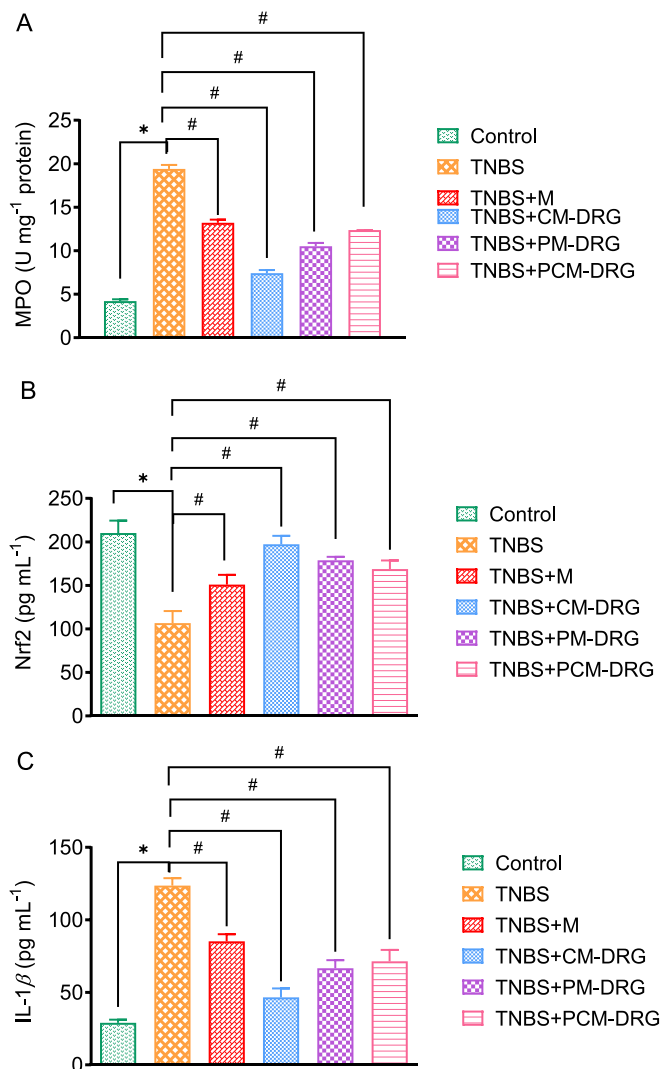 A
#
#
#
* #
25
20
15
10
5
0
MPO (U mg⁻¹ protein)
Control
TNBS
TNBS+M
TNBS+CM-DRG
TNBS+PM-DRG
TNBS+PCM-DRG
B
#
#
#
* #
250
200
150
100
50
0
Nrf2 (pg mL⁻¹)
Control
TNBS
TNBS+M
TNBS+CM-DRG
TNBS+PM-DRG
TNBS+PCM-DRG
C
#
#
#
* #
150
100
50
0
IL-1β (pg mL⁻¹)
Control
TNBS
TNBS+M
TNBS+CM-DRG
TNBS+PM-DRG
TNBS+PCM-DRG